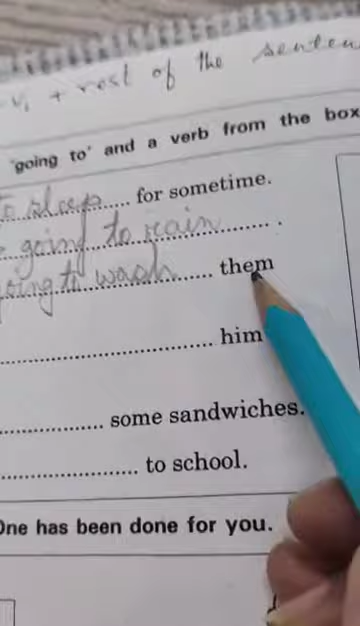 v₁ + rest of the senten
'going to' and a verb from the box
to sleep.... for sometime.
going to rain............ .
going to wash........... them
................................ him
.................. some sandwiches.
........................ to school.
One has been done for you.